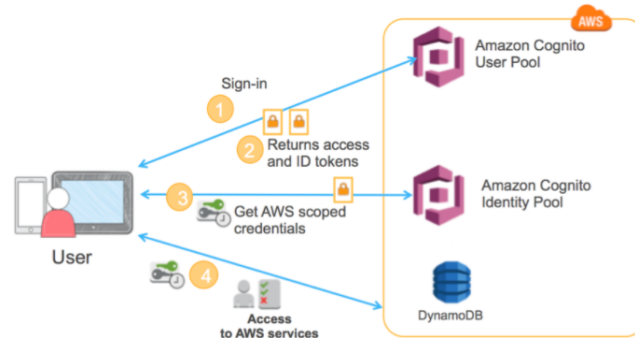 AWS
Amazon Cognito
User Pool
Sign-in
1
2
Returns access
and ID tokens
3
Get AWS scoped
credentials
Amazon Cognito
Identity Pool
User
4
Access
to AWS services
DynamoDB